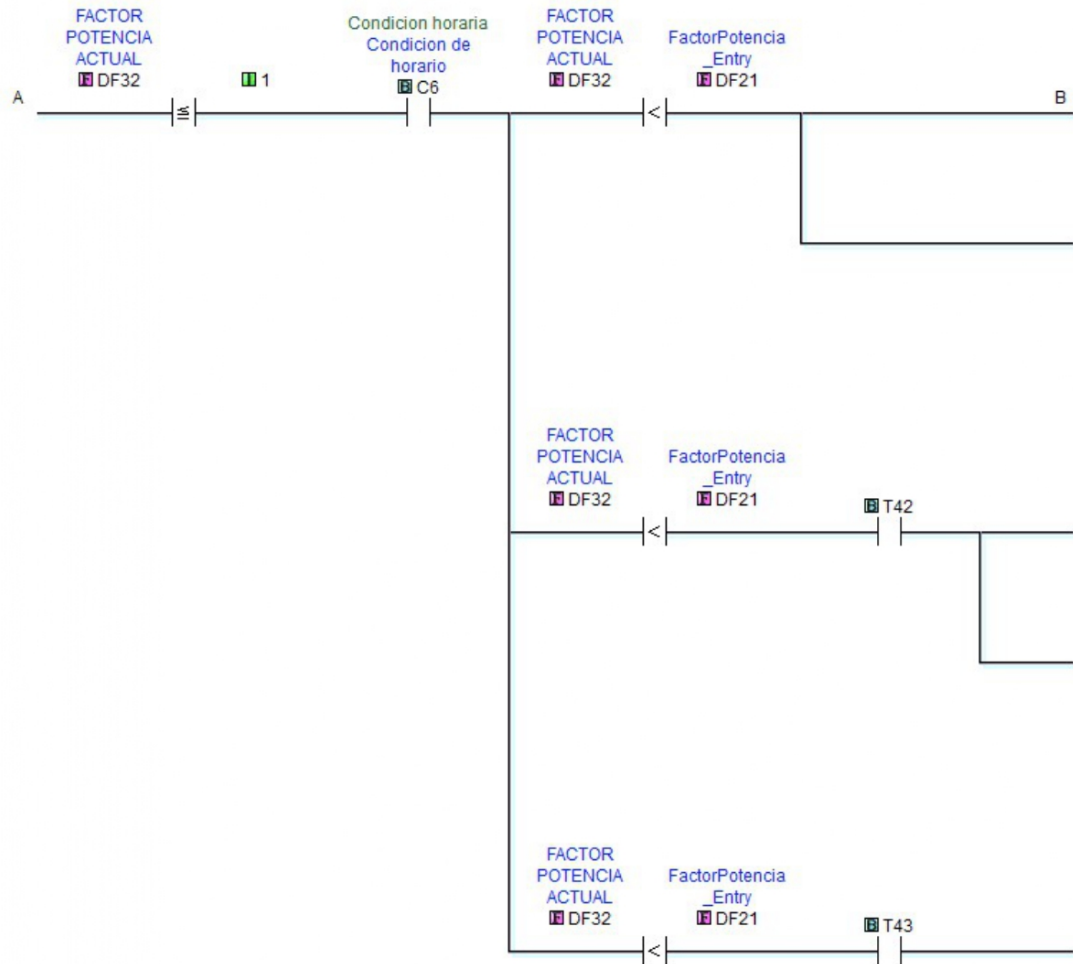 FACTOR
POTENCIA
ACTUAL
F DF32
I 1
Condicion horaria
Condicion de
horario
B C6
FACTOR
POTENCIA
ACTUAL
F DF32
FactorPotencia
_Entry
F DF21
A
≤
<
B
FACTOR
POTENCIA
ACTUAL
F DF32
FactorPotencia
_Entry
F DF21
B T42
<
FACTOR
POTENCIA
ACTUAL
F DF32
FactorPotencia
_Entry
F DF21
B T43
<